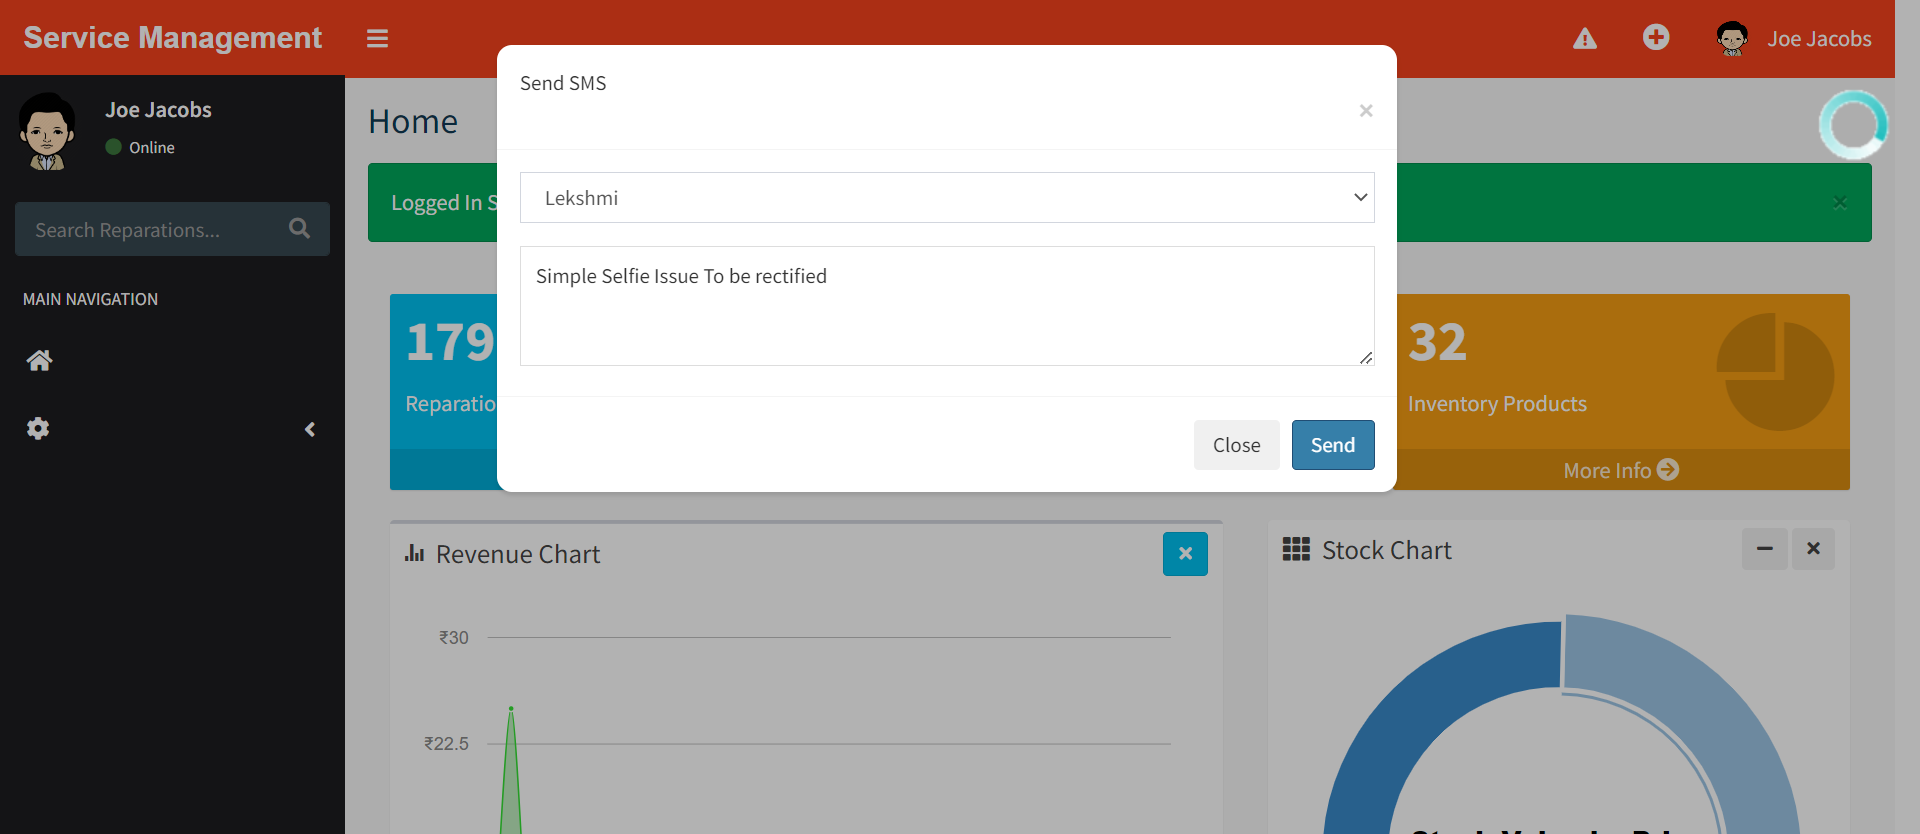 Service Management
Joe Jacobs
Joe Jacobs
Online
Search Reparations...
MAIN NAVIGATION
Home
Logged In S
Send SMS
Lekshmi
Simple Selfie Issue To be rectified
Close
Send
179
Reparatio
32
Inventory Products
More Info
Revenue Chart
₹30
₹22.5
Stock Chart